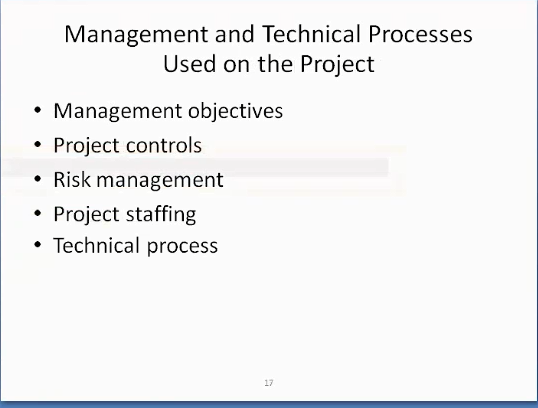 Management and Technical Processes
Used on the Project
• Management objectives
• Project controls
• Risk management
• Project staffing
• Technical process
17